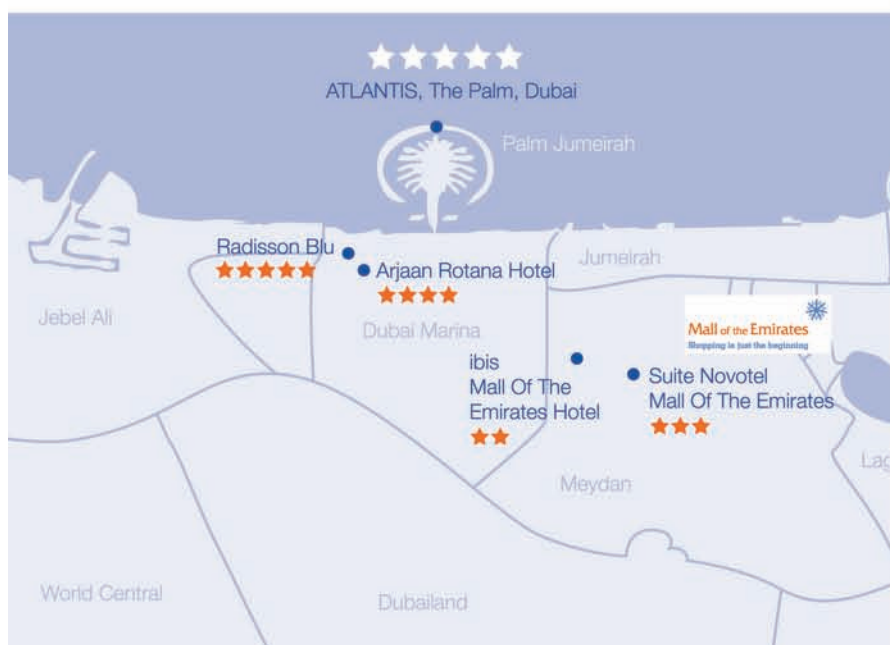 ATLANTIS, The Palm, Dubai
Palm Jumeirah
Radisson Blu
Arjaan Rotana Hotel
Jumeirah
Jebel Ali
Dubai Marina
Mall of the Emirates
Shopping is just the beginning
ibis
Mall Of The
Emirates Hotel
Suite Novotel
Mall Of The Emirates
Lag
Meydan
World Central
Dubailand